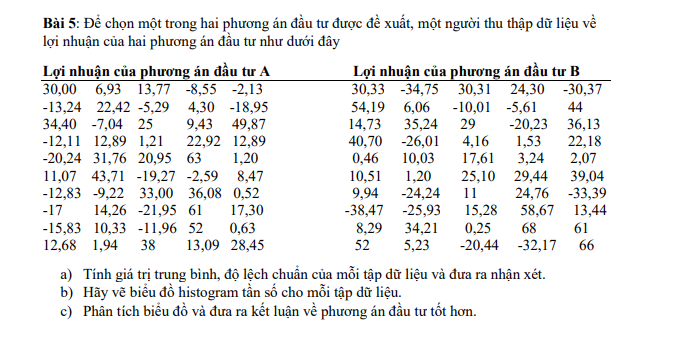 Bài 5: Để chọn một trong hai phương án đầu tư được đề xuất, một người thu thập dữ liệu về
lợi nhuận của hai phương án đầu tư như dưới đây
Lợi nhuận của phương án đầu tư A Lợi nhuận của phương án đầu tư B
30,00 6,93 13,77 -8,55 -2,13 30,33 -34,75 30,31 24,30 -30,37
-13,24 22,42 -5,29 4,30 -18,95 54,19 6,06 -10,01 -5,61 44
34,40 -7,04 25 9,43 49,87 14,73 35,24 29 -20,23 36,13
-12,11 12,89 1,21 22,92 12,89 40,70 -26,01 4,16 1,53 22,18
-20,24 31,76 20,95 63 1,20 0,46 10,03 17,61 3,24 2,07
11,07 43,71 -19,27 -2,59 8,47 10,51 1,20 25,10 29,44 39,04
-12,83 -9,22 33,00 36,08 0,52 9,94 -24,24 11 24,76 -33,39
-17 14,26 -21,95 61 17,30 -38,47 -25,93 15,28 58,67 13,44
-15,83 10,33 -11,96 52 0,63 8,29 34,21 0,25 68 61
12,68 1,94 38 13,09 28,45 52 5,23 -20,44 -32,17 66
a) Tính giá trị trung bình, độ lệch chuẩn của mỗi tập dữ liệu và đưa ra nhận xét.
b) Hãy vẽ biểu đồ histogram tần số cho mỗi tập dữ liệu.
c) Phân tích biểu đồ và đưa ra kết luận về phương án đầu tư tốt hơn.